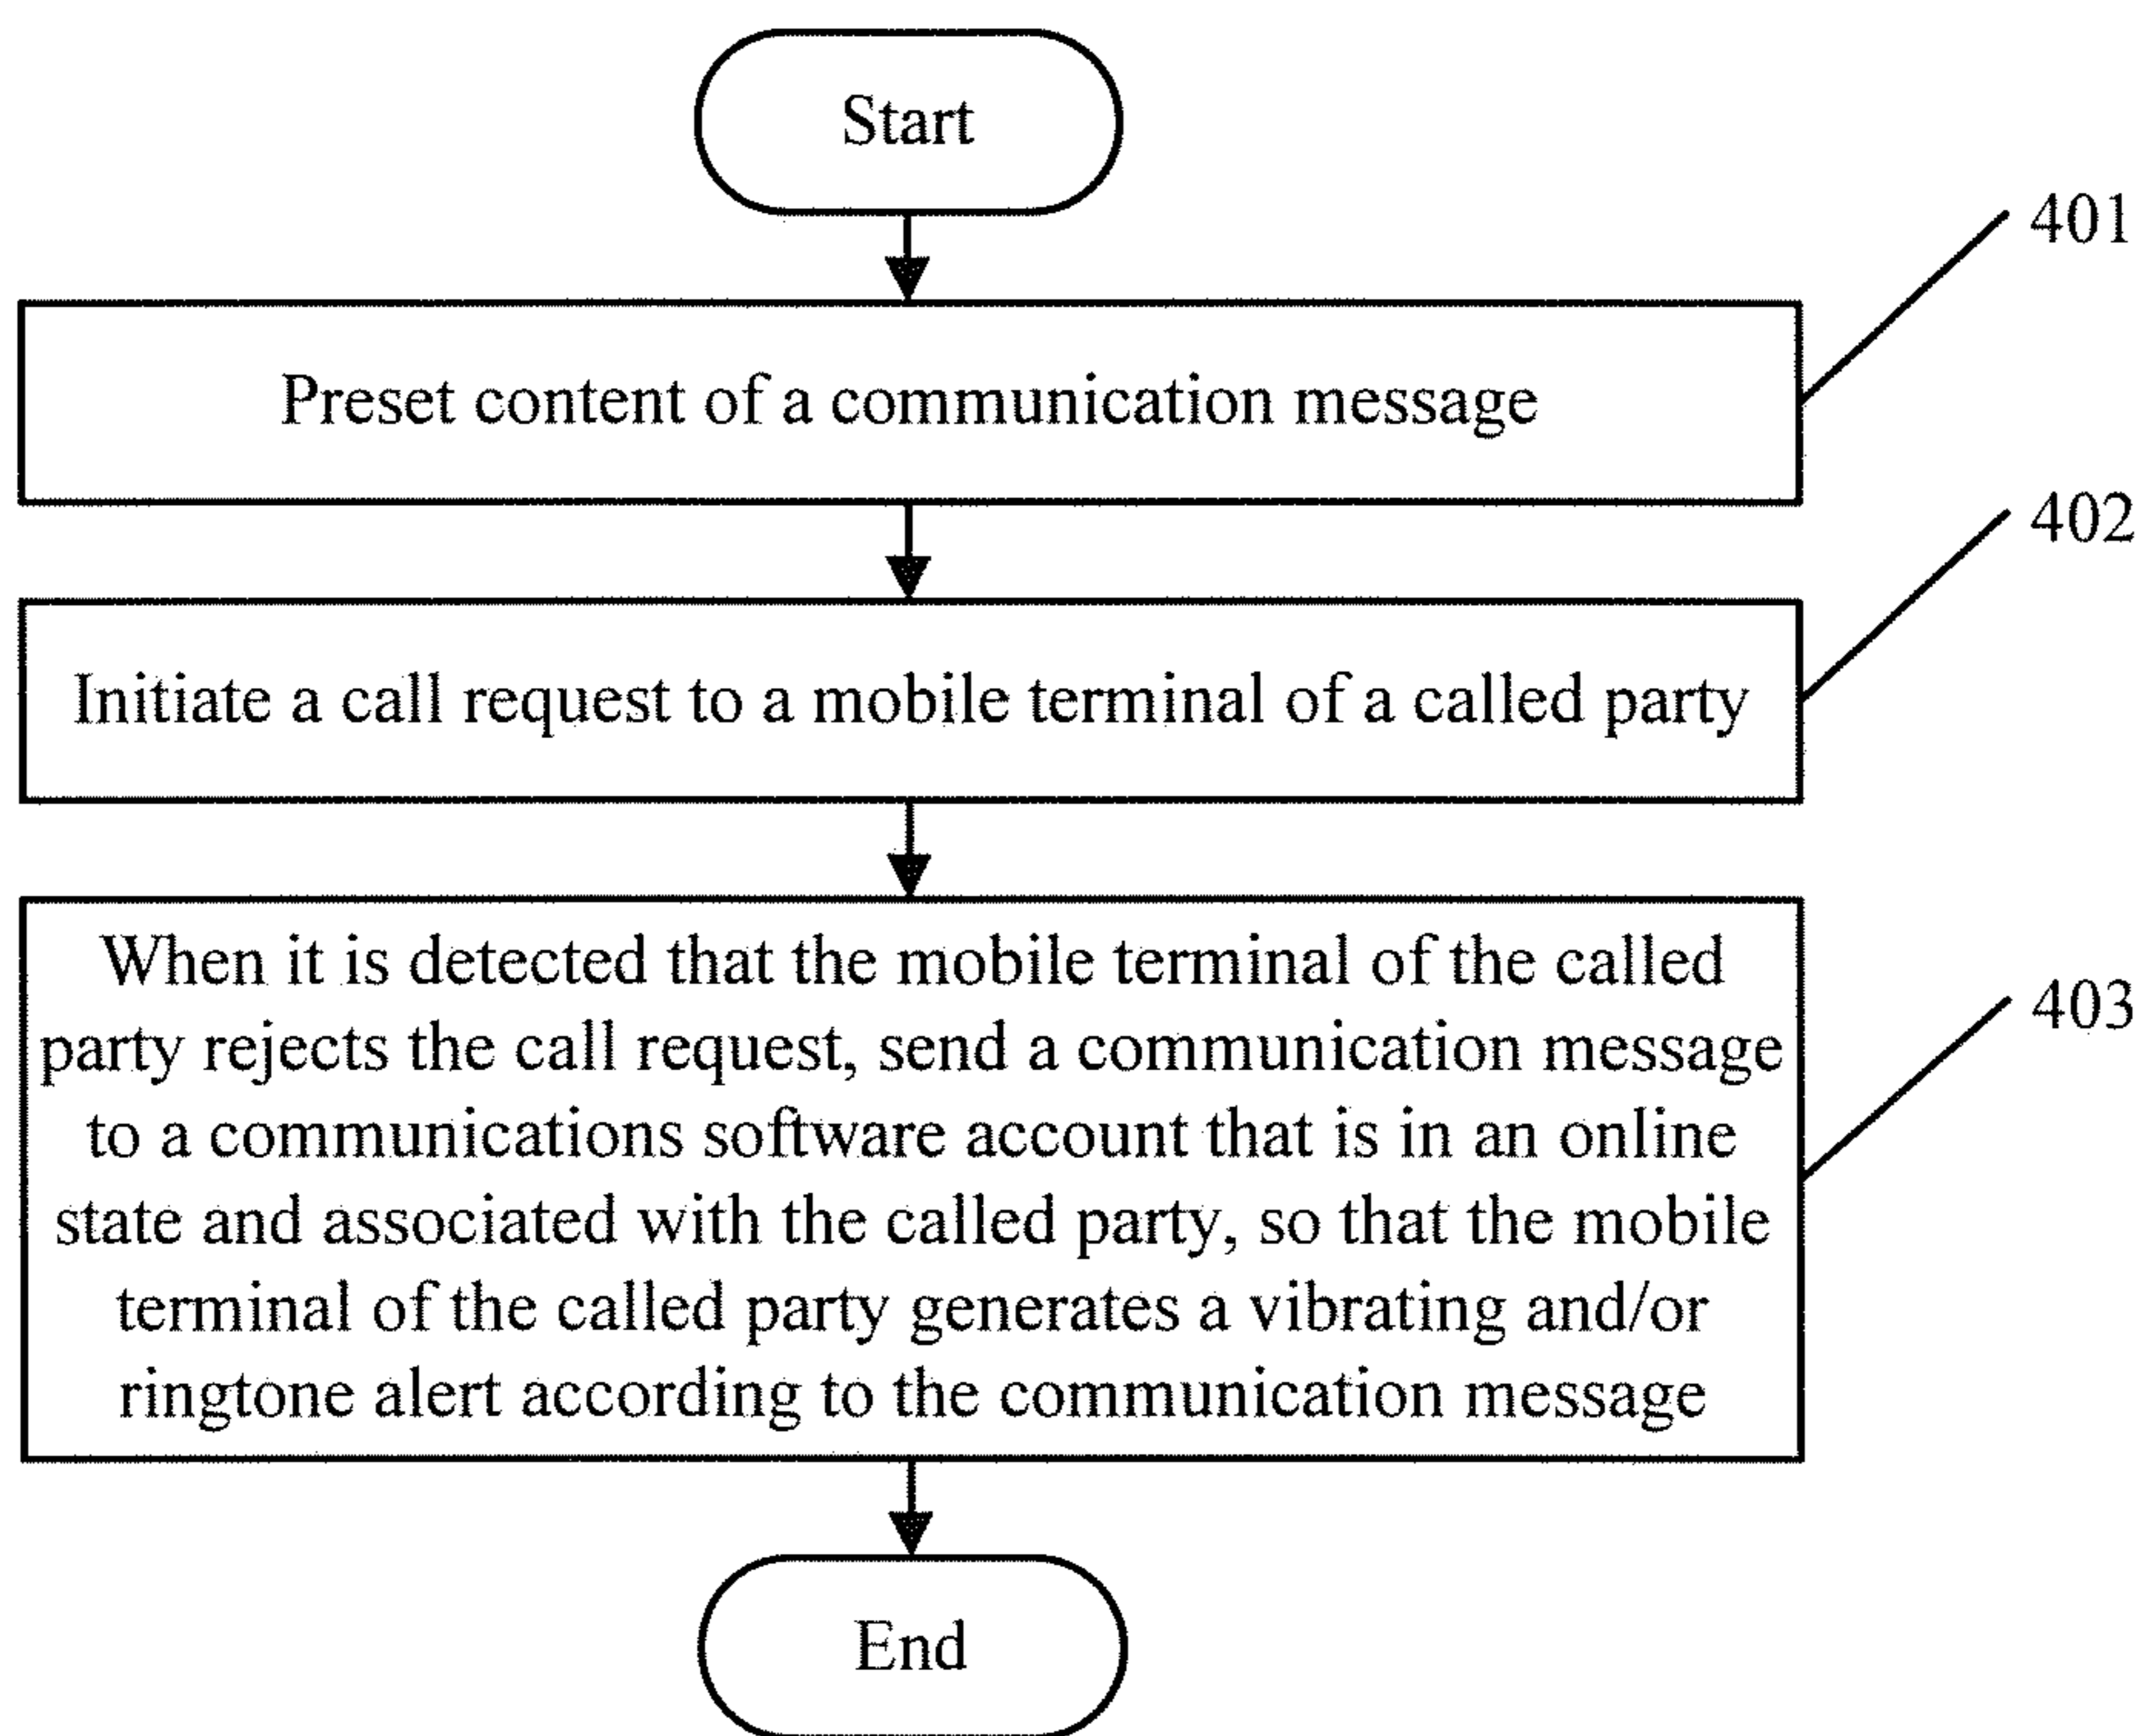 Start
401
Preset content of a communication message
402
Initiate a call request to a mobile terminal of a called party
When it is detected that the mobile terminal of the called
party rejects the call request, send a communication message
403
to a communications software account that is in an online
state and associated with the called party, so that the mobile
terminal of the called party generates a vibrating and/or
ringtone alert according to the communication message
End